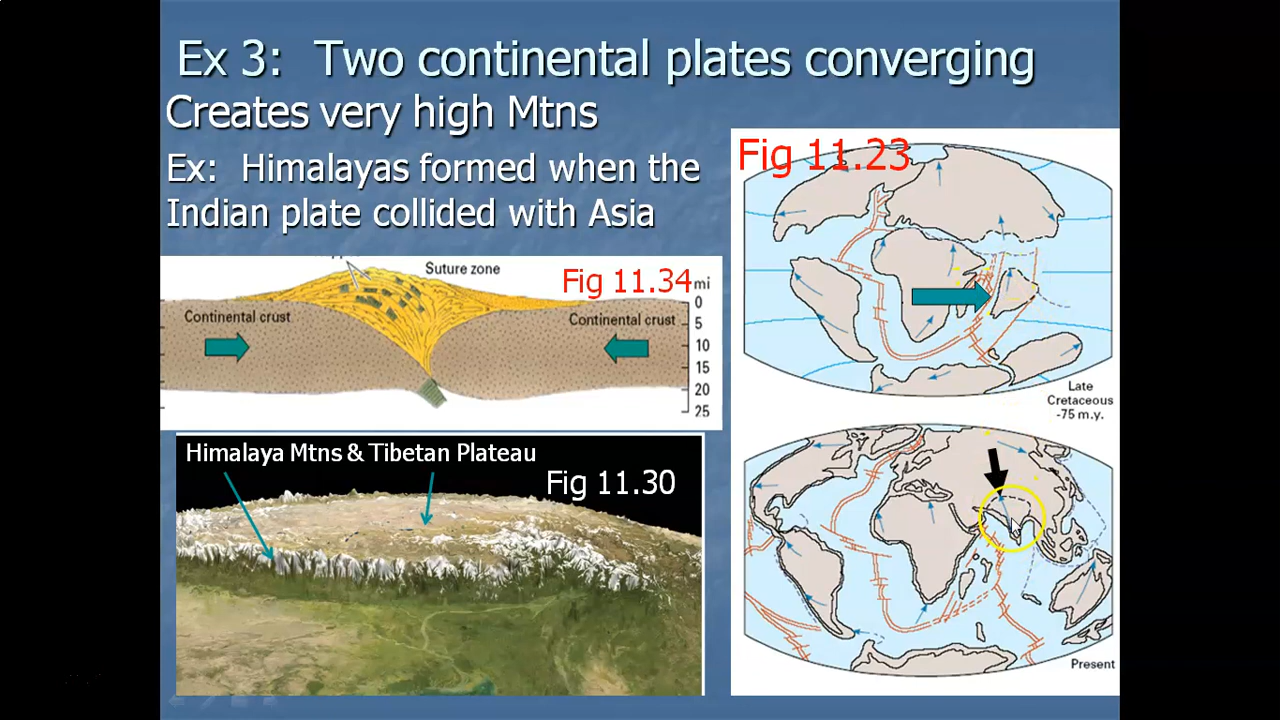 Ex 3: Two continental plates converging
Creates very high Mtns
Ex: Himalayas formed when the
Indian plate collided with Asia
Fig 11.34
Suture zone
Continental crust
Continental crust
mi
0
5
10
15
20
25
Himalaya Mtns & Tibetan Plateau
Fig 11.30
Fig 11.23
Late
Cretaceous
-75 m.y.
Present